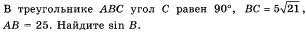 В треугольнике ABC угол C равен 90°, BC = 5√21,
AB = 25. Найдите sin B.